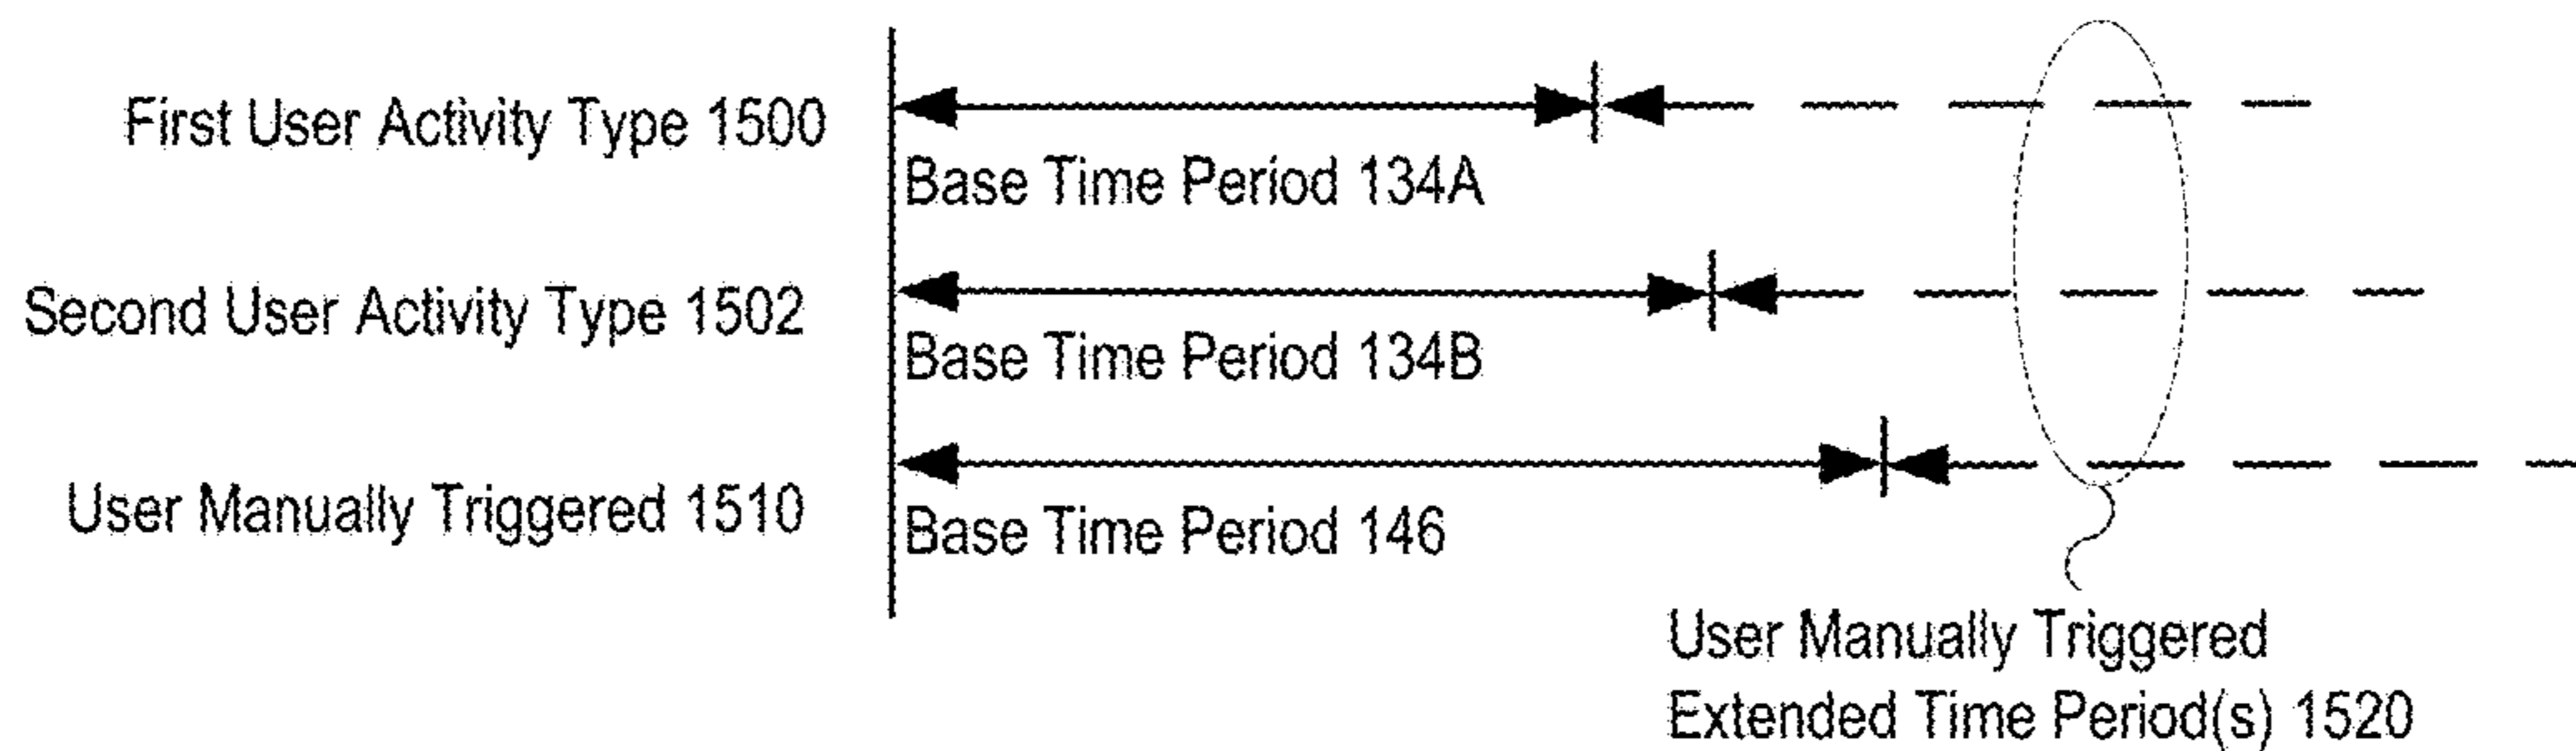 First User Activity Type 1500
Base Time Period 134A
Second User Activity Type 1502
Base Time Period 134B
User Manually Triggered 1510
Base Time Period 146
User Manually Triggered
Extended Time Period(s) 1520